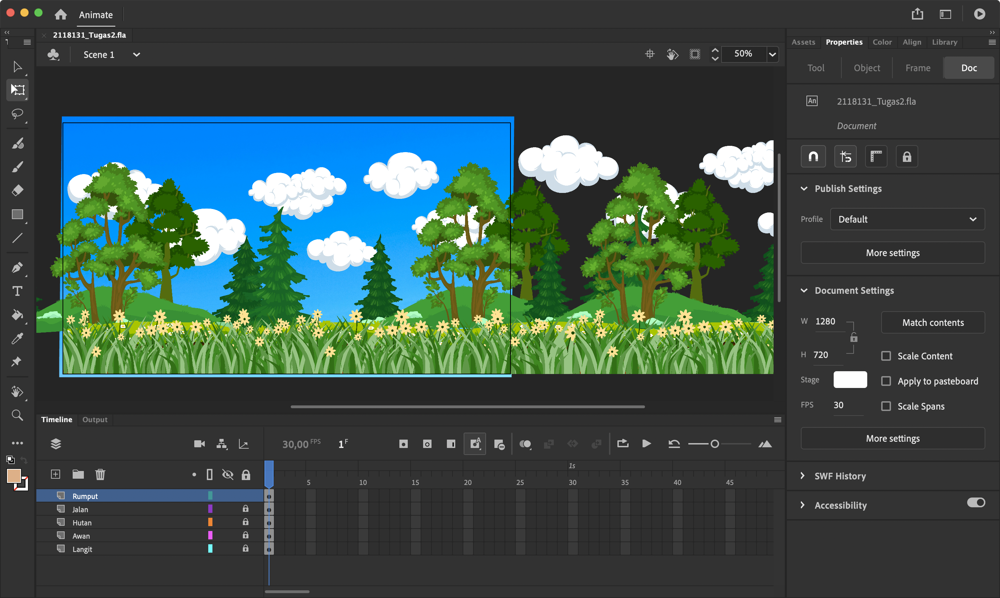 Animate
2118131_Tugas2.fla
Scene 1
50%
Assets Properties Color Align Library
Tool Object Frame Doc
An 2118131_Tugas2.fla
Document
Publish Settings
Profile Default
More settings
Document Settings
W 1280 Match contents
H 720 Scale Content
Stage Apply to pasteboard
FPS 30 Scale Spans
More settings
SWF History
Accessibility
Timeline Output
30,00 FPS 1 F
1s
5 10 15 20 25 30 35 40 45
Rumput
Jalan
Hutan
Awan
Langit